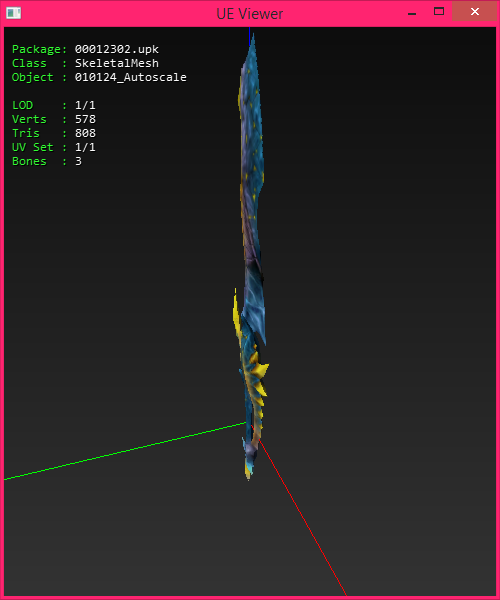 UE Viewer
Package: 00012302.upk
Class : SkeletalMesh
Object : 010124_Autoscale
LOD : 1/1
Verts : 578
Tris : 808
UV Set : 1/1
Bones : 3